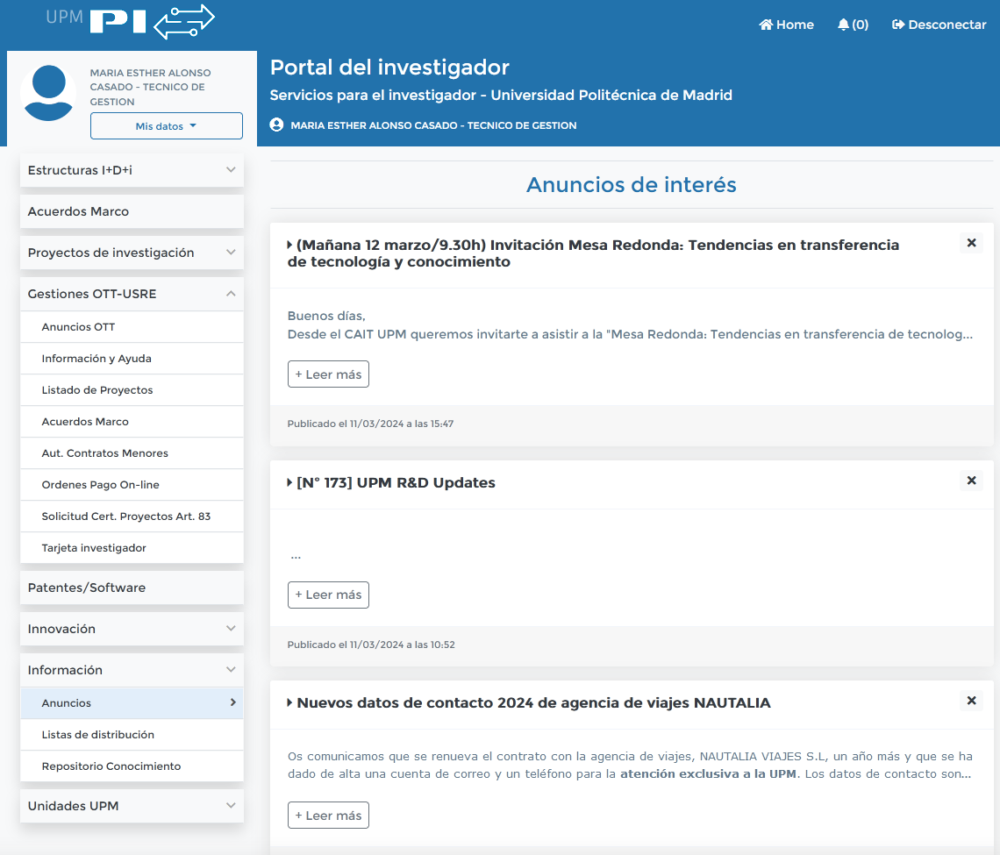 UPM PI
Home
(0)
Desconectar
MARIA ESTHER ALONSO
CASADO - TECNICO DE
GESTION
Mis datos
Portal del investigador
Servicios para el investigador - Universidad Politécnica de Madrid
MARIA ESTHER ALONSO CASADO - TECNICO DE GESTION
Estructuras I+D+i
Acuerdos Marco
Proyectos de investigación
Gestiones OTT-USRE
Anuncios OTT
Información y Ayuda
Listado de Proyectos
Acuerdos Marco
Aut. Contratos Menores
Ordenes Pago On-line
Solicitud Cert. Proyectos Art. 83
Tarjeta investigador
Patentes/Software
Innovación
Información
Anuncios
Listas de distribución
Repositorio Conocimiento
Unidades UPM
Anuncios de interés
(Mañana 12 marzo/9.30h) Invitación Mesa Redonda: Tendencias en transferencia
de tecnología y conocimiento
Buenos días,
Desde el CAIT UPM queremos invitarte a asistir a la "Mesa Redonda: Tendencias en transferencia de tecnolog...
+ Leer más
Publicado el 11/03/2024 a las 15:47
[Nº 173] UPM R&D Updates
...
+ Leer más
Publicado el 11/03/2024 a las 10:52
Nuevos datos de contacto 2024 de agencia de viajes NAUTALIA
Os comunicamos que se renueva el contrato con la agencia de viajes, NAUTALIA VIAJES S.L, un año más y que se ha
dado de alta una cuenta de correo y un teléfono para la atención exclusiva a la UPM. Los datos de contacto son...
+ Leer más